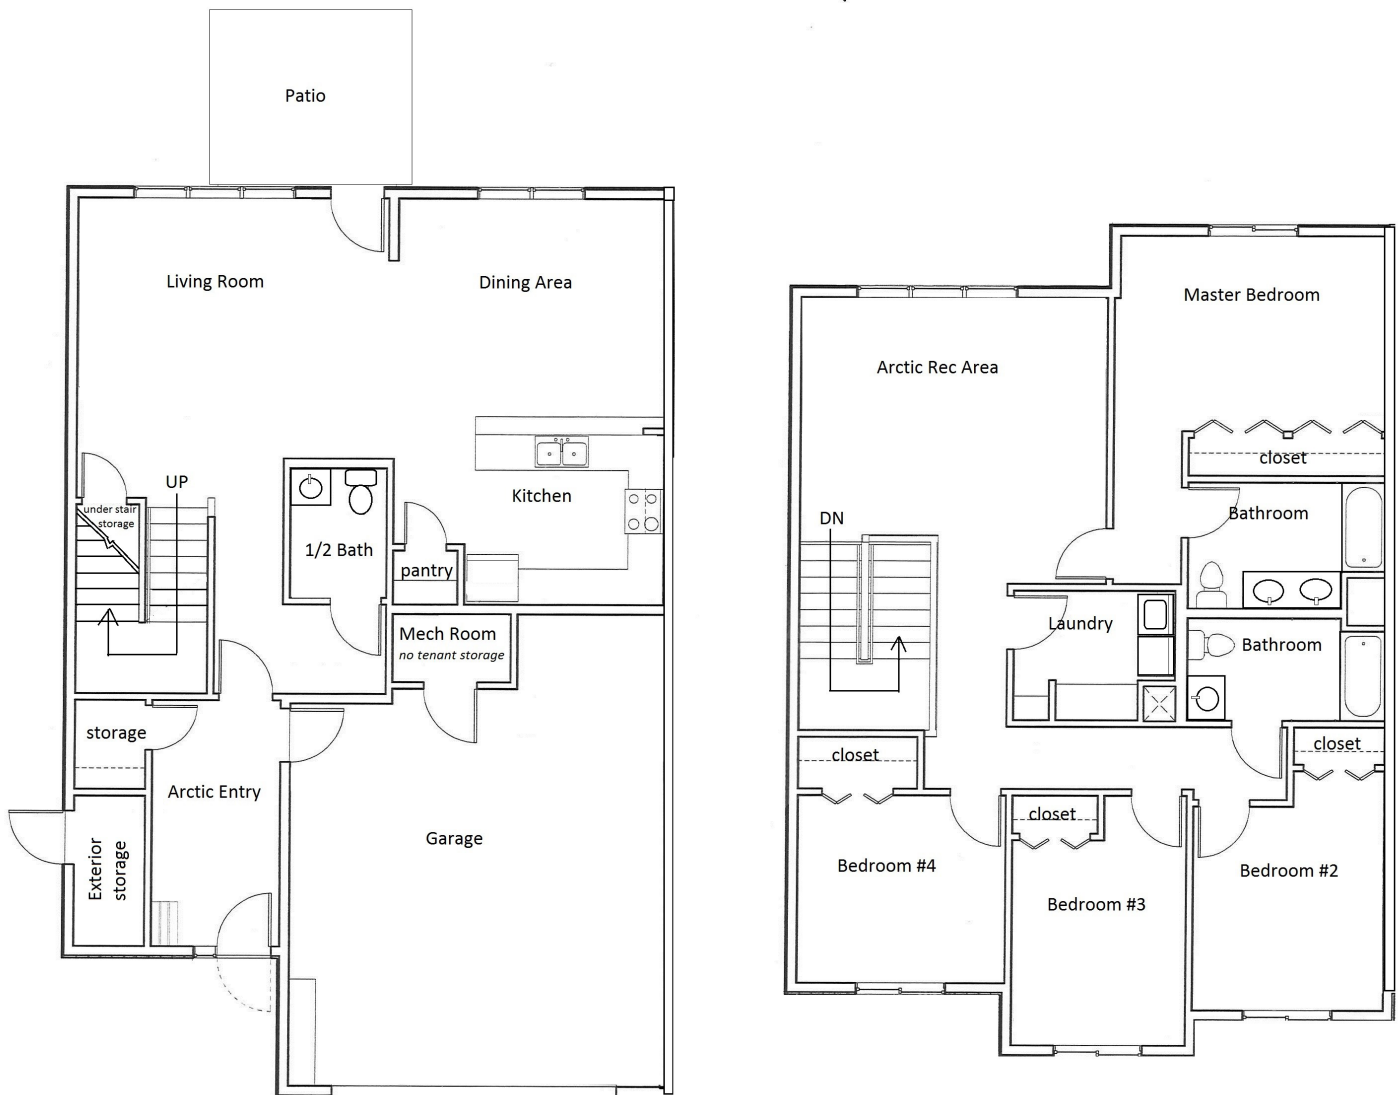 Patio
Living Room
Dining Area
UP
under stair
storage
Kitchen
1/2 Bath
pantry
Mech Room
no tenant storage
storage
Arctic Entry
Garage
Exterior
storage
Master Bedroom
Arctic Rec Area
closet
Bathroom
DN
Laundry
Bathroom
closet
closet
closet
Bedroom #4
Bedroom #2
Bedroom #3